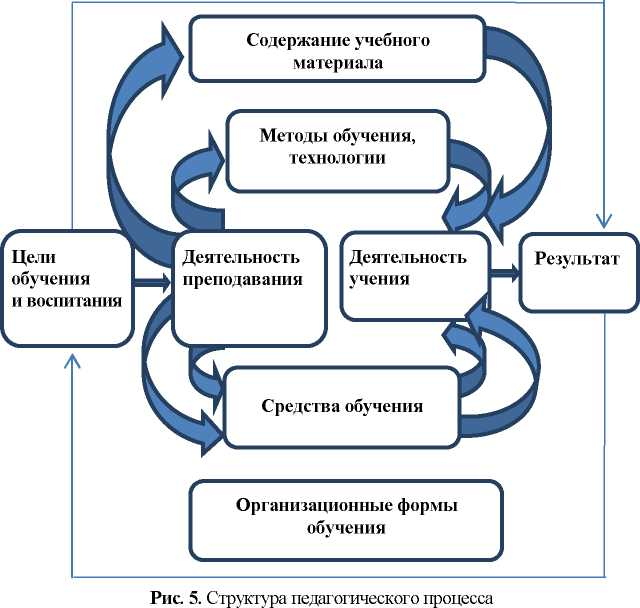 Содержание учебного
материала
Методы обучения,
технологии
Цели
обучения
и воспитания
Деятельность
преподавания
Деятельность
учения
Результат
Средства обучения
Организационные формы
обучения
Рис. 5. Структура педагогического процесса